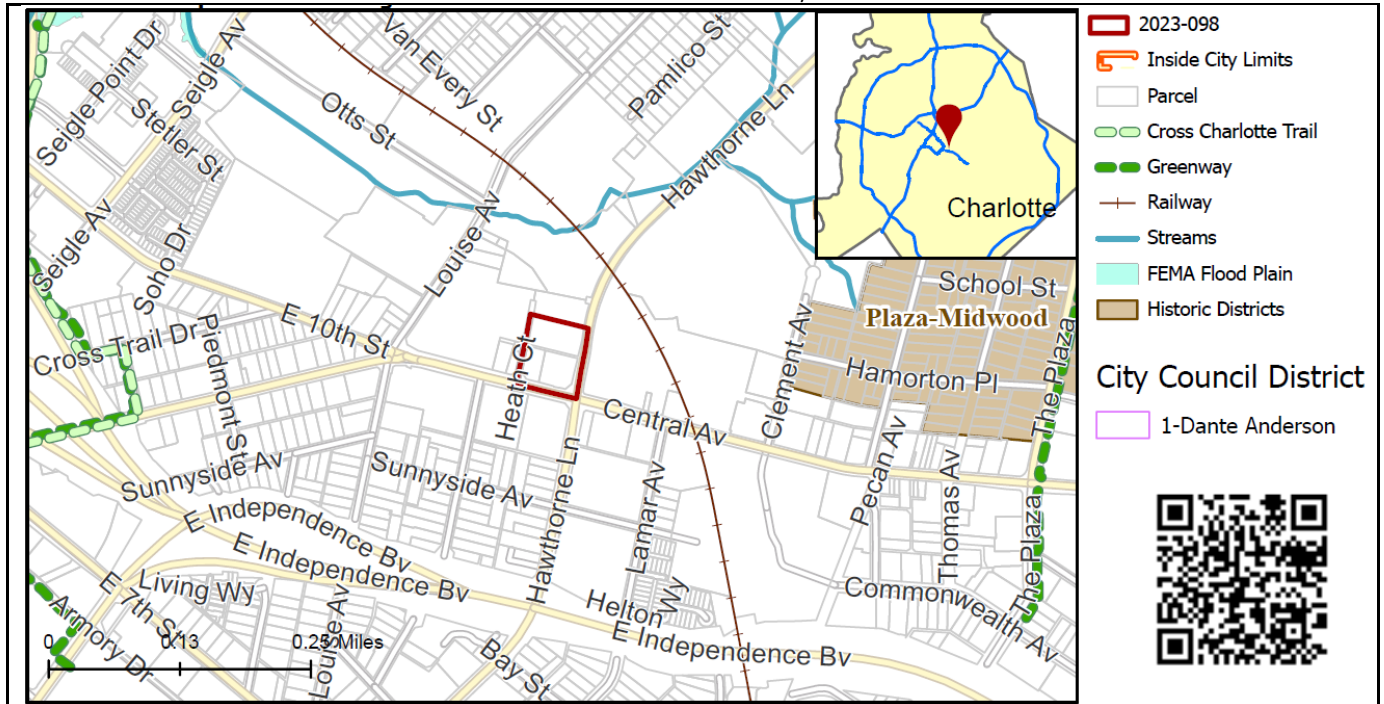 Seigle Point Dr
Seigle Av
Stetler St
Van Every St
Otts St
Pamlico St
Hawthorne Ln
Louise Av
Seigle Av
Soho Dr
E 10th St
Cross Trail Dr
Piedmont St
Heath Ct
Central Av
Clement Av
School St
Plaza-Midwood
Hamorton Pl
The Plaza
Pecan Av
Thomas Av
Sunnyside Av
Sunnyside Av
Hawthorne Ln
Lamar Av
E Independence Bv
E Independence Bv
Living Wy
E 7th St
Armory Dr
Louise Av
Bay St
Helton Wy
E Independence Bv
Commonwealth Av
The Plaza
0 0.13 0.25 Miles
Charlotte
2023-098
Inside City Limits
Parcel
Cross Charlotte Trail
Greenway
Railway
Streams
FEMA Flood Plain
Historic Districts
City Council District
1-Dante Anderson